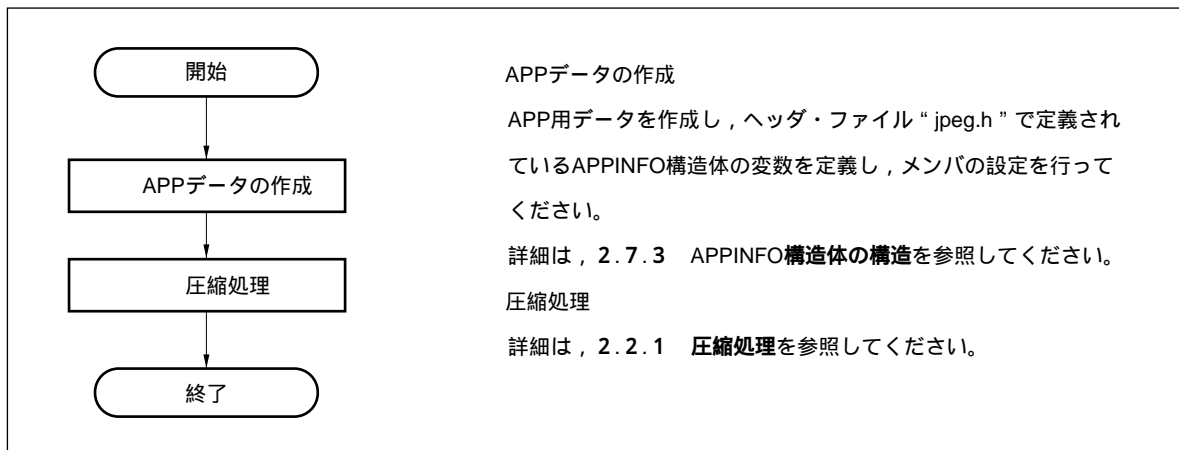 開始
APPデータの作成
圧縮処理
終了
APPデータの作成
APP用データを作成し，ヘッダ・ファイル“jpeg.h”で定義され
ているAPPINFO構造体の変数を定義し，メンバの設定を行って
ください。
詳細は，2.7.3　APPINFO構造体の構造を参照してください。
圧縮処理
詳細は，2.2.1　圧縮処理を参照してください。